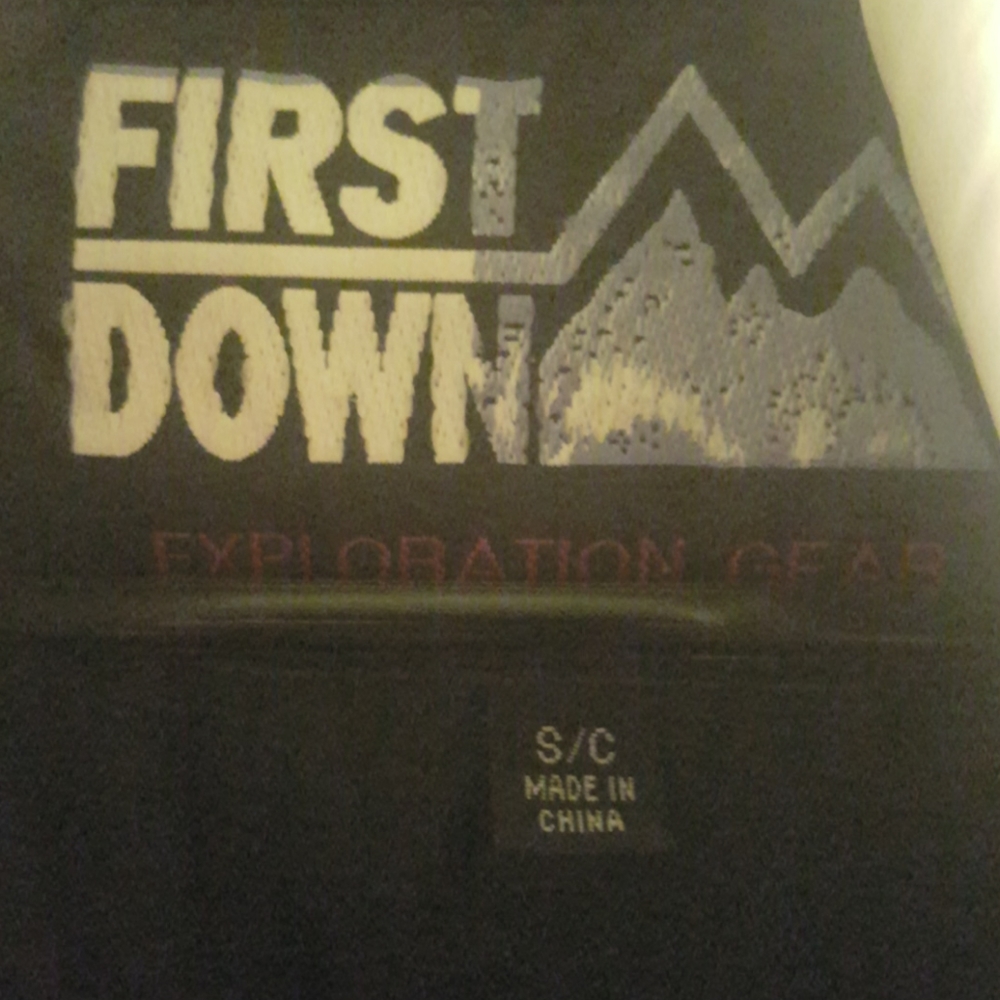 FIRST
DOWN
EXPLORATION GEAR
S/C
MADE IN
CHINA